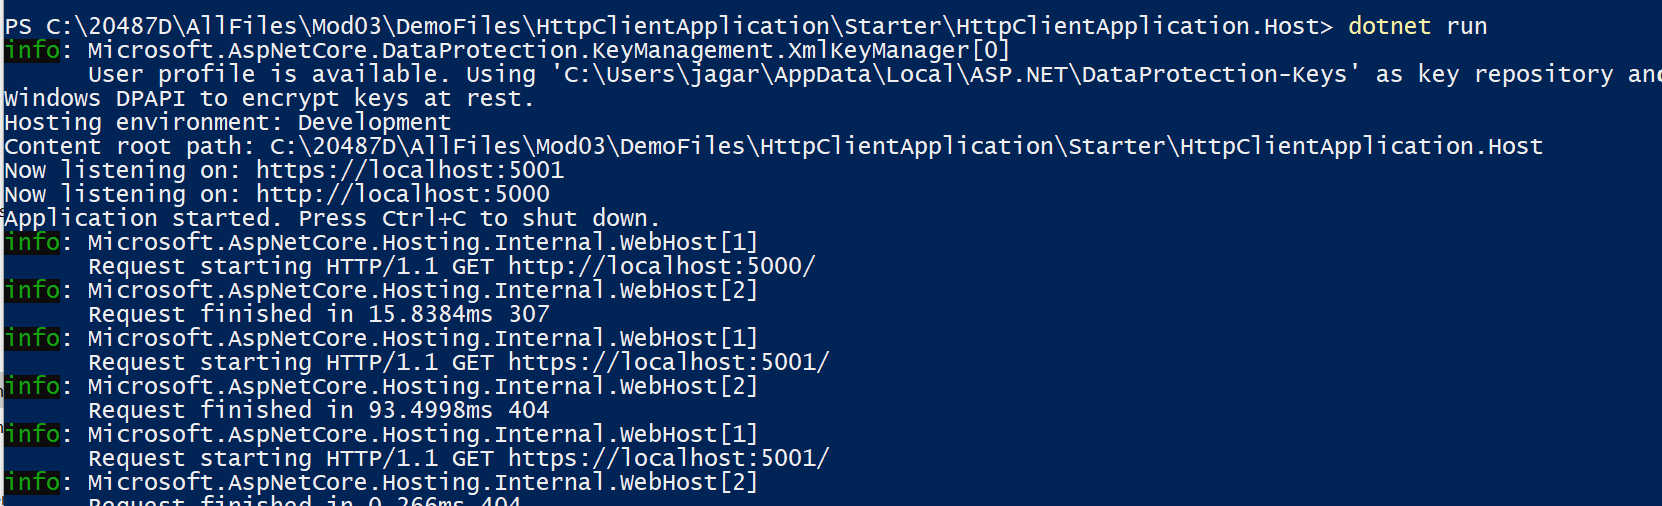 PS C:\20487D\AllFiles\Mod03\DemoFiles\HttpClientApplication\Starter\HttpClientApplication.Host> dotnet run
info: Microsoft.AspNetCore.DataProtection.KeyManagement.XmlKeyManager[0]
User profile is available. Using 'C:\Users\jagar\AppData\Local\ASP.NET\DataProtection-Keys' as key repository and
Windows DPAPI to encrypt keys at rest.
Hosting environment: Development
Content root path: C:\20487D\AllFiles\Mod03\DemoFiles\HttpClientApplication\Starter\HttpClientApplication.Host
Now listening on: https://localhost:5001
Now listening on: http://localhost:5000
Application started. Press Ctrl+C to shut down.
info: Microsoft.AspNetCore.Hosting.Internal.WebHost[1]
Request starting HTTP/1.1 GET http://localhost:5000/
info: Microsoft.AspNetCore.Hosting.Internal.WebHost[2]
Request finished in 15.8384ms 307
info: Microsoft.AspNetCore.Hosting.Internal.WebHost[1]
Request starting HTTP/1.1 GET https://localhost:5001/
info: Microsoft.AspNetCore.Hosting.Internal.WebHost[2]
Request finished in 93.4998ms 404
info: Microsoft.AspNetCore.Hosting.Internal.WebHost[1]
Request starting HTTP/1.1 GET https://localhost:5001/
info: Microsoft.AspNetCore.Hosting.Internal.WebHost[2]
Request finished in 0.266ms 404